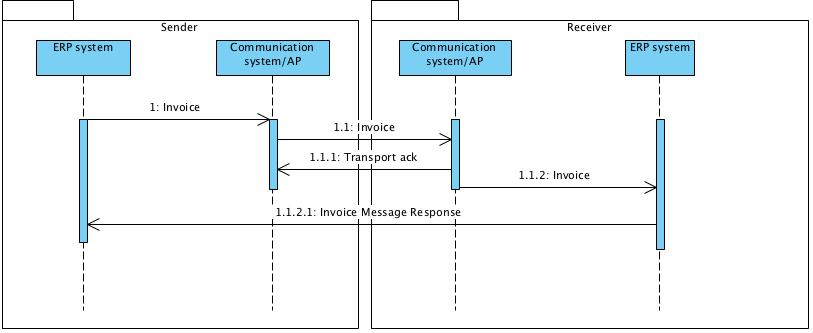 Sender
Receiver
ERP system
Communication
system/AP
Communication
system/AP
ERP system
1: Invoice
1.1: Invoice
1.1.1: Transport ack
1.1.2: Invoice
1.1.2.1: Invoice Message Response